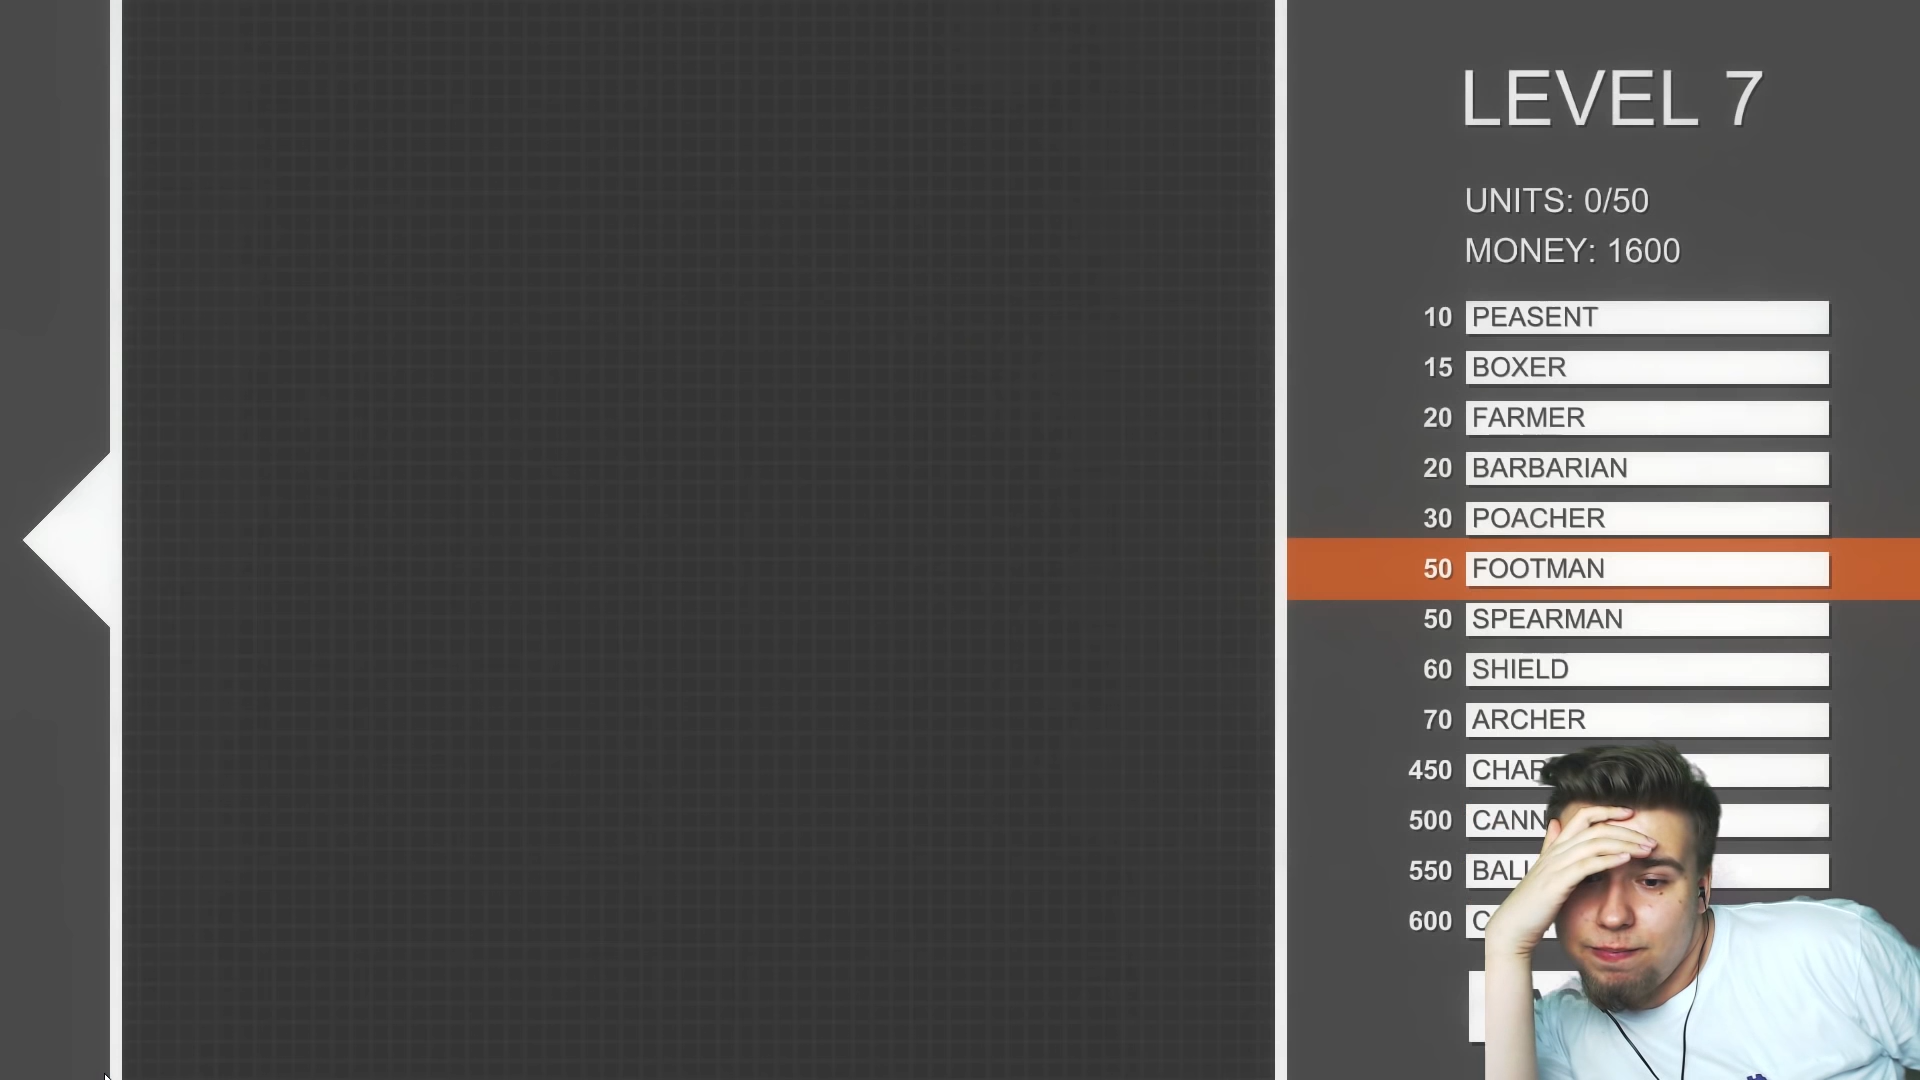 LEVEL 7
UNITS: 0/50
MONEY: 1600
10 PEASENT
15 BOXER
20 FARMER
20 BARBARIAN
30 POACHER
50 FOOTMAN
50 SPEARMAN
60 SHIELD
70 ARCHER
450
500
550
600